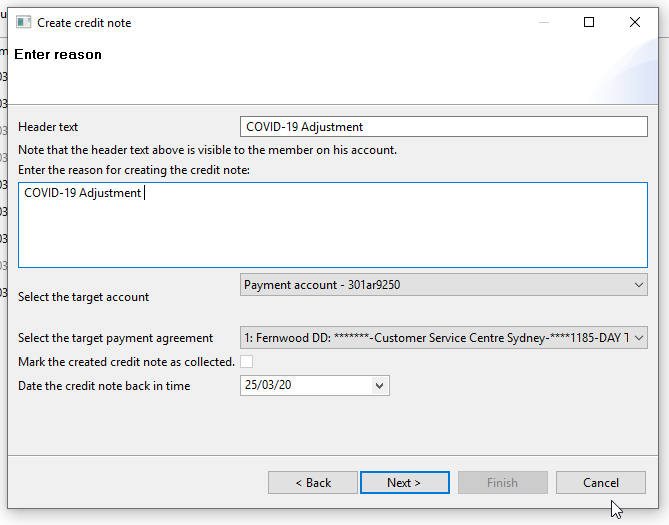 Create credit note
Enter reason
Header text
COVID-19 Adjustment
Note that the header text above is visible to the member on his account.
Enter the reason for creating the credit note:
COVID-19 Adjustment
Select the target account
Payment account - 301ar9250
Select the target payment agreement
1: Fernwood DD: *******-Customer Service Centre Sydney-****1185-DAY T
Mark the created credit note as collected.
Date the credit note back in time
25/03/20
< Back
Next >
Finish
Cancel